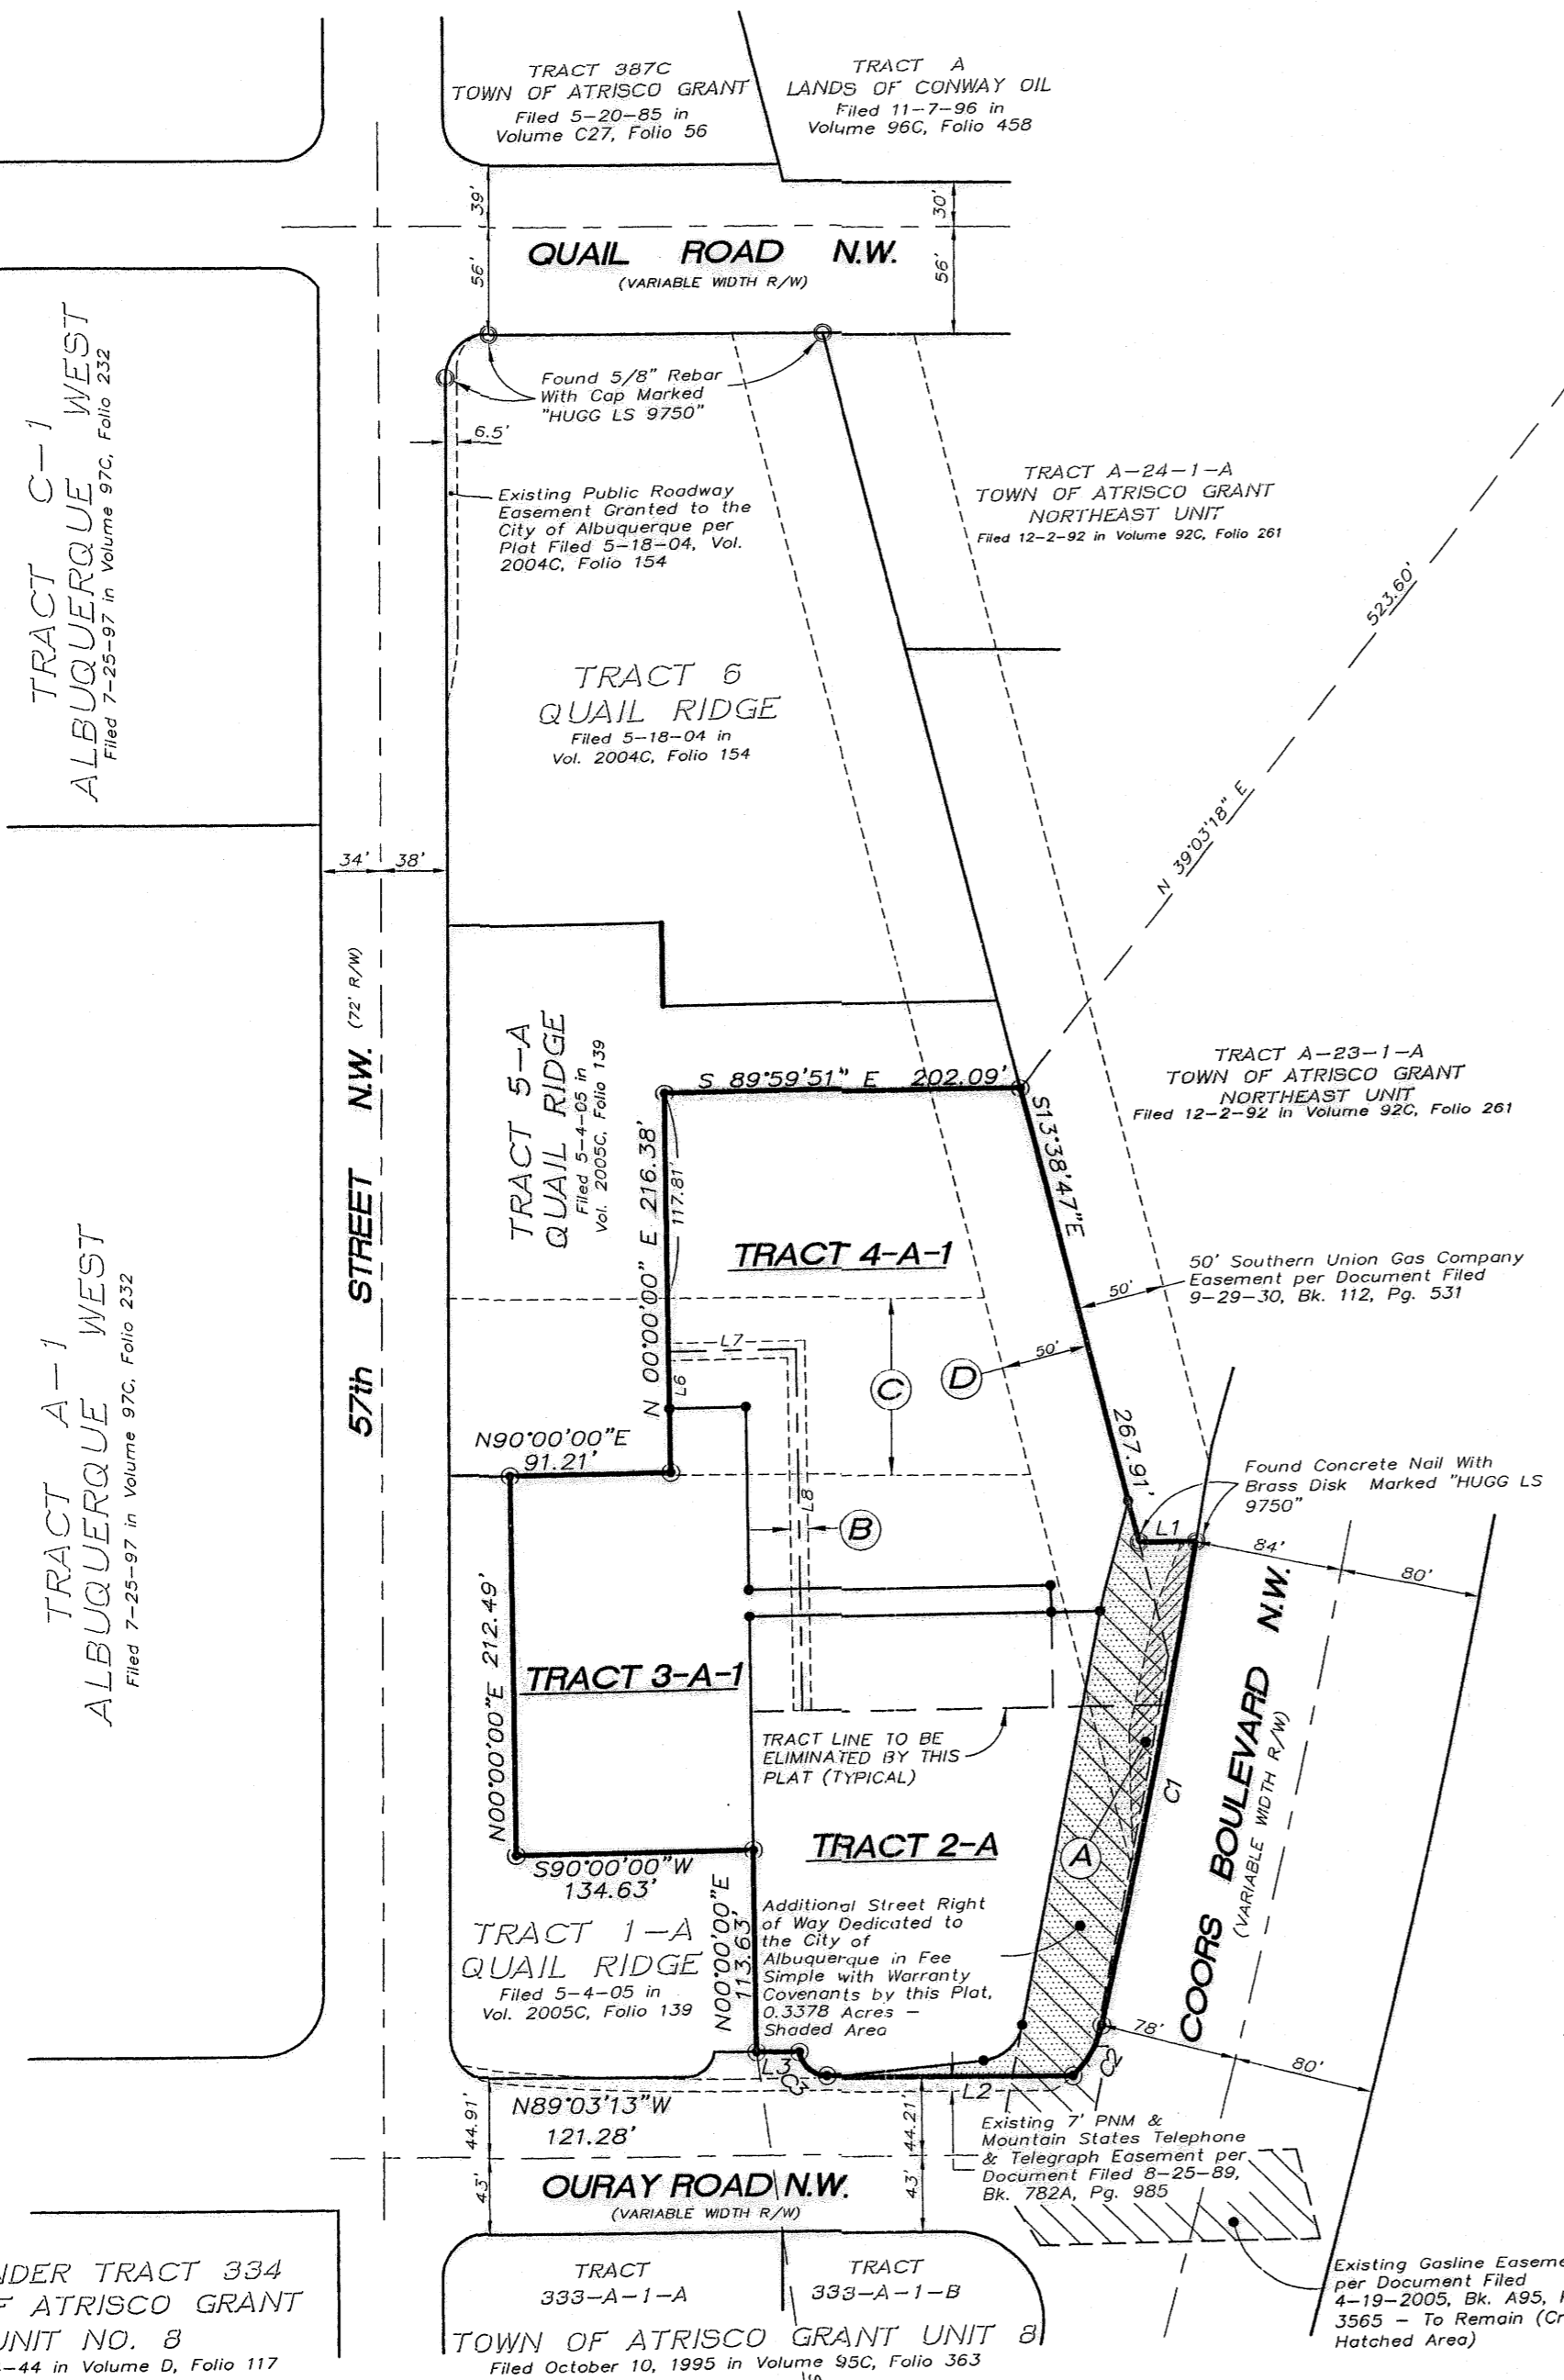 TRACT 387C
TOWN OF ATRISCO GRANT
Filed 5-20-85 in
Volume C27, Folio 56
TRACT A
LANDS OF CONWAY OIL
Filed 11-7-96 in
Volume 96C, Folio 458
39'
30'
QUAIL ROAD N.W.
(VARIABLE WIDTH R/W)
56'
56'
TRACT C-1
ALBUQUERQUE WEST
Filed 7-25-97 in Volume 97C, Folio 232
Found 5/8" Rebar
With Cap Marked
"HUGG LS 9750"
6.5'
Existing Public Roadway
Easement Granted to the
City of Albuquerque per
Plat Filed 5-18-04, Vol.
2004C, Folio 154
TRACT A-24-1-A
TOWN OF ATRISCO GRANT
NORTHEAST UNIT
Filed 12-2-92 in Volume 92C, Folio 261
523.60'
N 39°03'18" E
TRACT 6
QUAIL RIDGE
Filed 5-18-04 in
Vol. 2004C, Folio 154
34'
38'
57th STREET N.W. (72' R/W)
TRACT 5-A
QUAIL RIDGE
Filed 5-4-05 in
Vol. 2005C, Folio 139
S 89°59'51" E 202.09'
TRACT A-23-1-A
TOWN OF ATRISCO GRANT
NORTHEAST UNIT
Filed 12-2-92 in Volume 92C, Folio 261
S13°38'47"E
267.91'
N 00°00'00" E 216.38'
117.81'
TRACT 4-A-1
50' Southern Union Gas Company
Easement per Document Filed
9-29-30, Bk. 112, Pg. 531
50'
50'
L7
L6
C
D
TRACT A-1
ALBUQUERQUE WEST
Filed 7-25-97 in Volume 97C, Folio 232
N90°00'00"E
91.21'
L8
B
Found Concrete Nail With
Brass Disk Marked "HUGG LS
9750"
L1
84'
80'
N00°00'00"E 212.49'
TRACT 3-A-1
TRACT LINE TO BE
ELIMINATED BY THIS
PLAT (TYPICAL)
C1
COORS BOULEVARD N.W.
(VARIABLE WIDTH R/W)
TRACT 2-A
A
S90°00'00"W
134.63'
N00°00'00"E
113.63'
Additional Street Right
of Way Dedicated to
the City of
Albuquerque in Fee
Simple with Warranty
Covenants by this Plat,
0.3378 Acres -
Shaded Area
TRACT 1-A
QUAIL RIDGE
Filed 5-4-05 in
Vol. 2005C, Folio 139
78'
80'
L3
C3
L2
C2
N89°03'13"W
121.28'
44.91'
44.21'
Existing 7' PNM &
Mountain States Telephone
& Telegraph Easement per
Document Filed 8-25-89,
Bk. 782A, Pg. 985
OURAY ROAD N.W.
(VARIABLE WIDTH R/W)
43'
43'
TRACT
333-A-1-A
TRACT
333-A-1-B
TOWN OF ATRISCO GRANT UNIT 8
Filed October 10, 1995 in Volume 95C, Folio 363
NDER TRACT 334
F ATRISCO GRANT
UNIT NO. 8
-44 in Volume D, Folio 117
Existing Gasline Easeme
per Document Filed
4-19-2005, Bk. A95,
3565 - To Remain (Cr
Hatched Area)